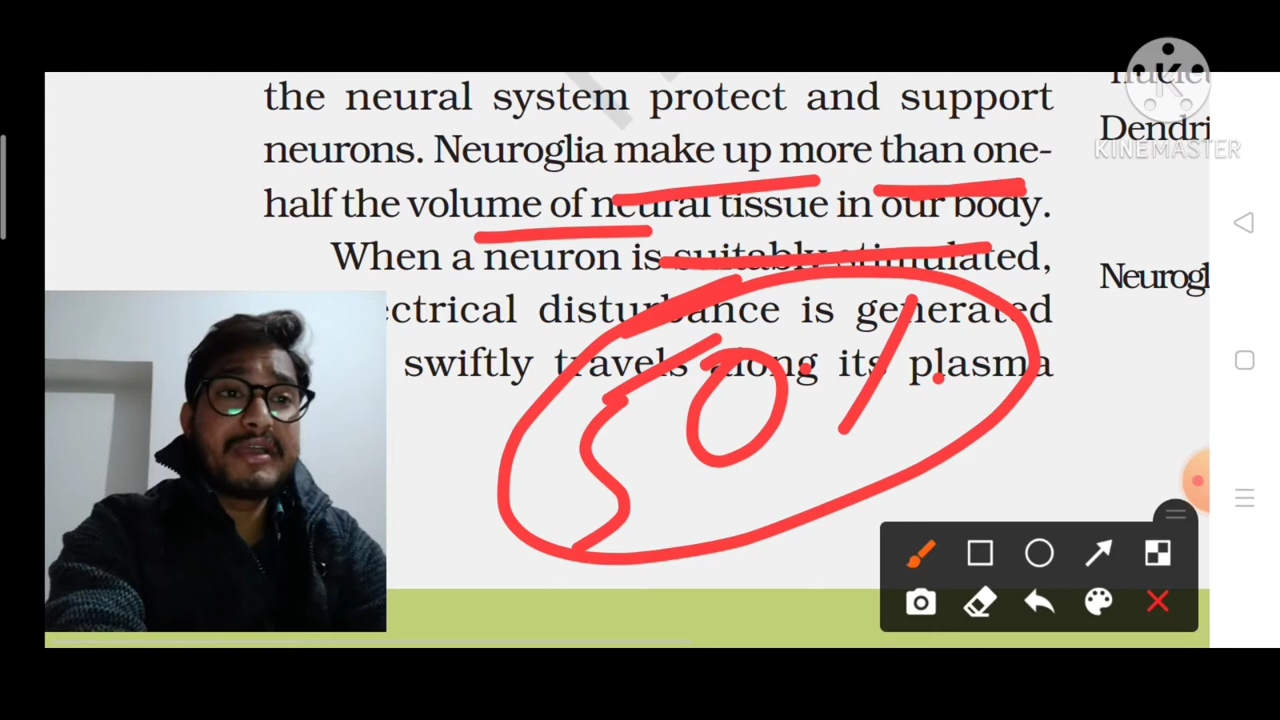 the neural system protect and support
neurons. Neuroglia make up more than one-
half the volume of neural tissue in our body.
When a neuron is suitably stimulated,
ectrical disturbance is generated
swiftly travels along its plasma
50%
Dendri
Neurogl
K
KINEMASTER